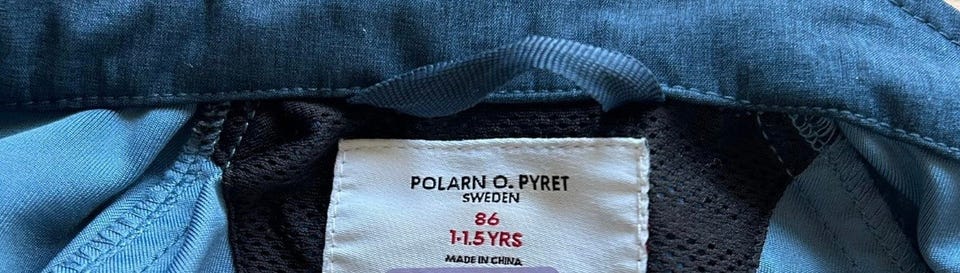 POLARN O. PYRET
SWEDEN
86
1-1.5 YRS
MADE IN CHINA